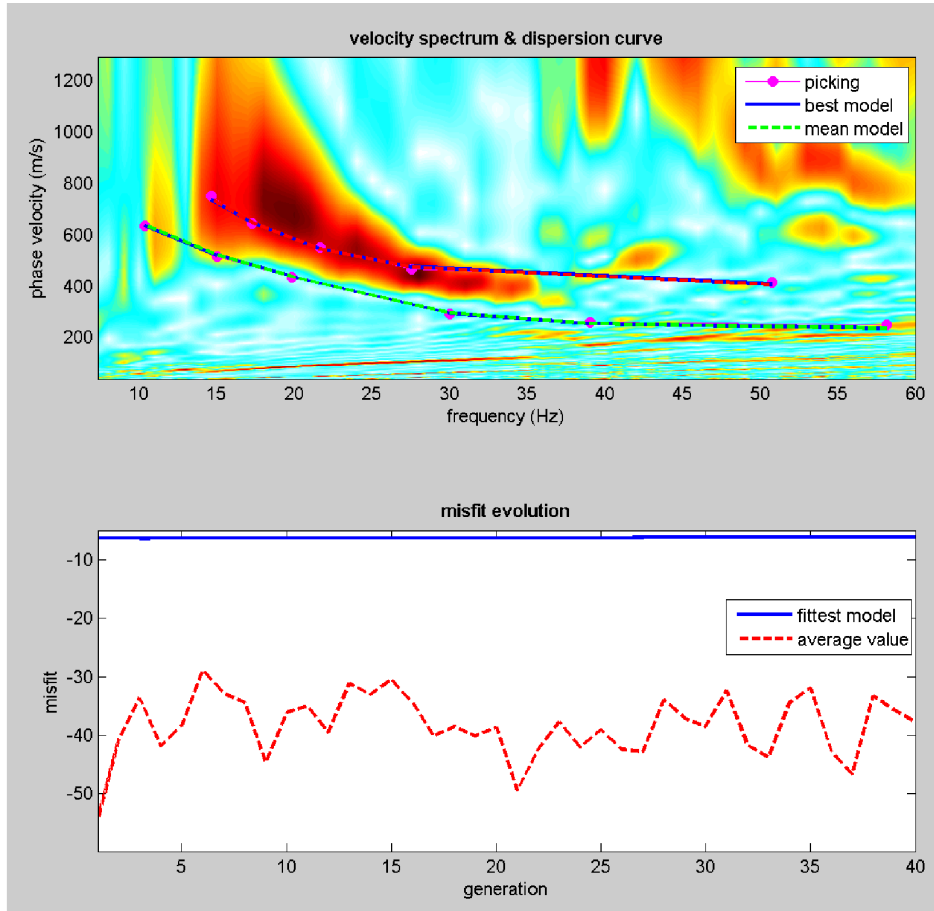 velocity spectrum & dispersion curve
1200
1000
800
600
400
200
phase velocity (m/s)
picking
best model
mean model
10 15 20 25 30 35 40 45 50 55 60
frequency (Hz)
misfit evolution
-10
-20
-30
-40
-50
misfit
fittest model
average value
5 10 15 20 25 30 35 40
generation